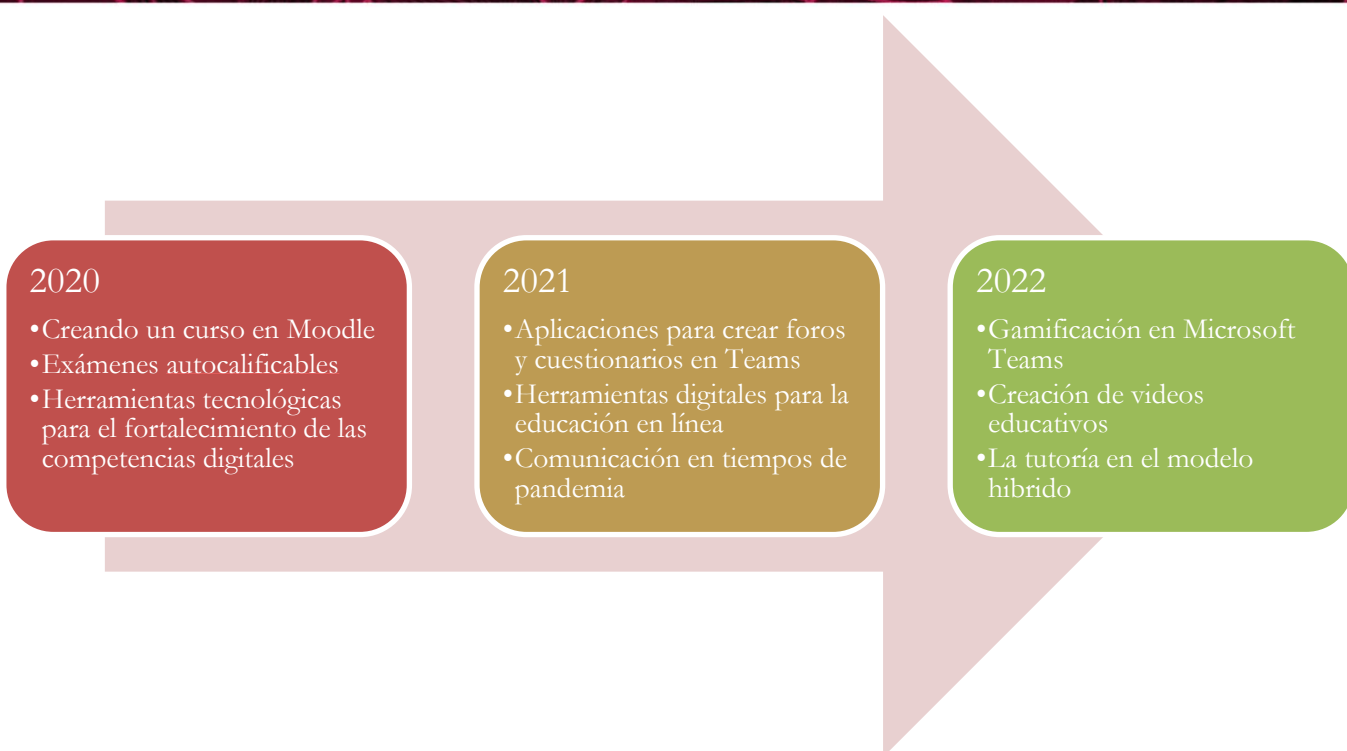 2020
•Creando un curso en Moodle
•Exámenes autocalificables
•Herramientas tecnológicas
para el fortalecimiento de las
competencias digitales
2021
•Aplicaciones para crear foros
y cuestionarios en Teams
•Herramientas digitales para la
educación en línea
•Comunicación en tiempos de
pandemia
2022
•Gamificación en Microsoft
Teams
•Creación de videos
educativos
•La tutoría en el modelo
hibrido